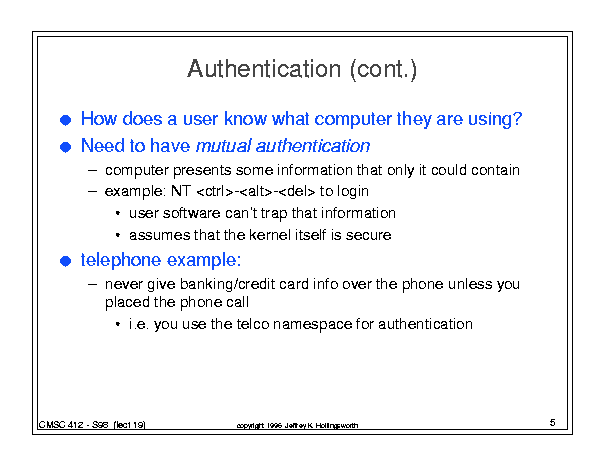 Authentication (cont.)
● How does a user know what computer they are using?
● Need to have mutual authentication
– computer presents some information that only it could contain
– example: NT <ctrl>-<alt>-<del> to login
• user software can't trap that information
• assumes that the kernel itself is secure
● telephone example:
– never give banking/credit card info over the phone unless you
placed the phone call
• i.e. you use the telco namespace for authentication
CMSC 412 - S98 (lect 19)
copyright 1996 Jeffrey K. Hollingsworth
5